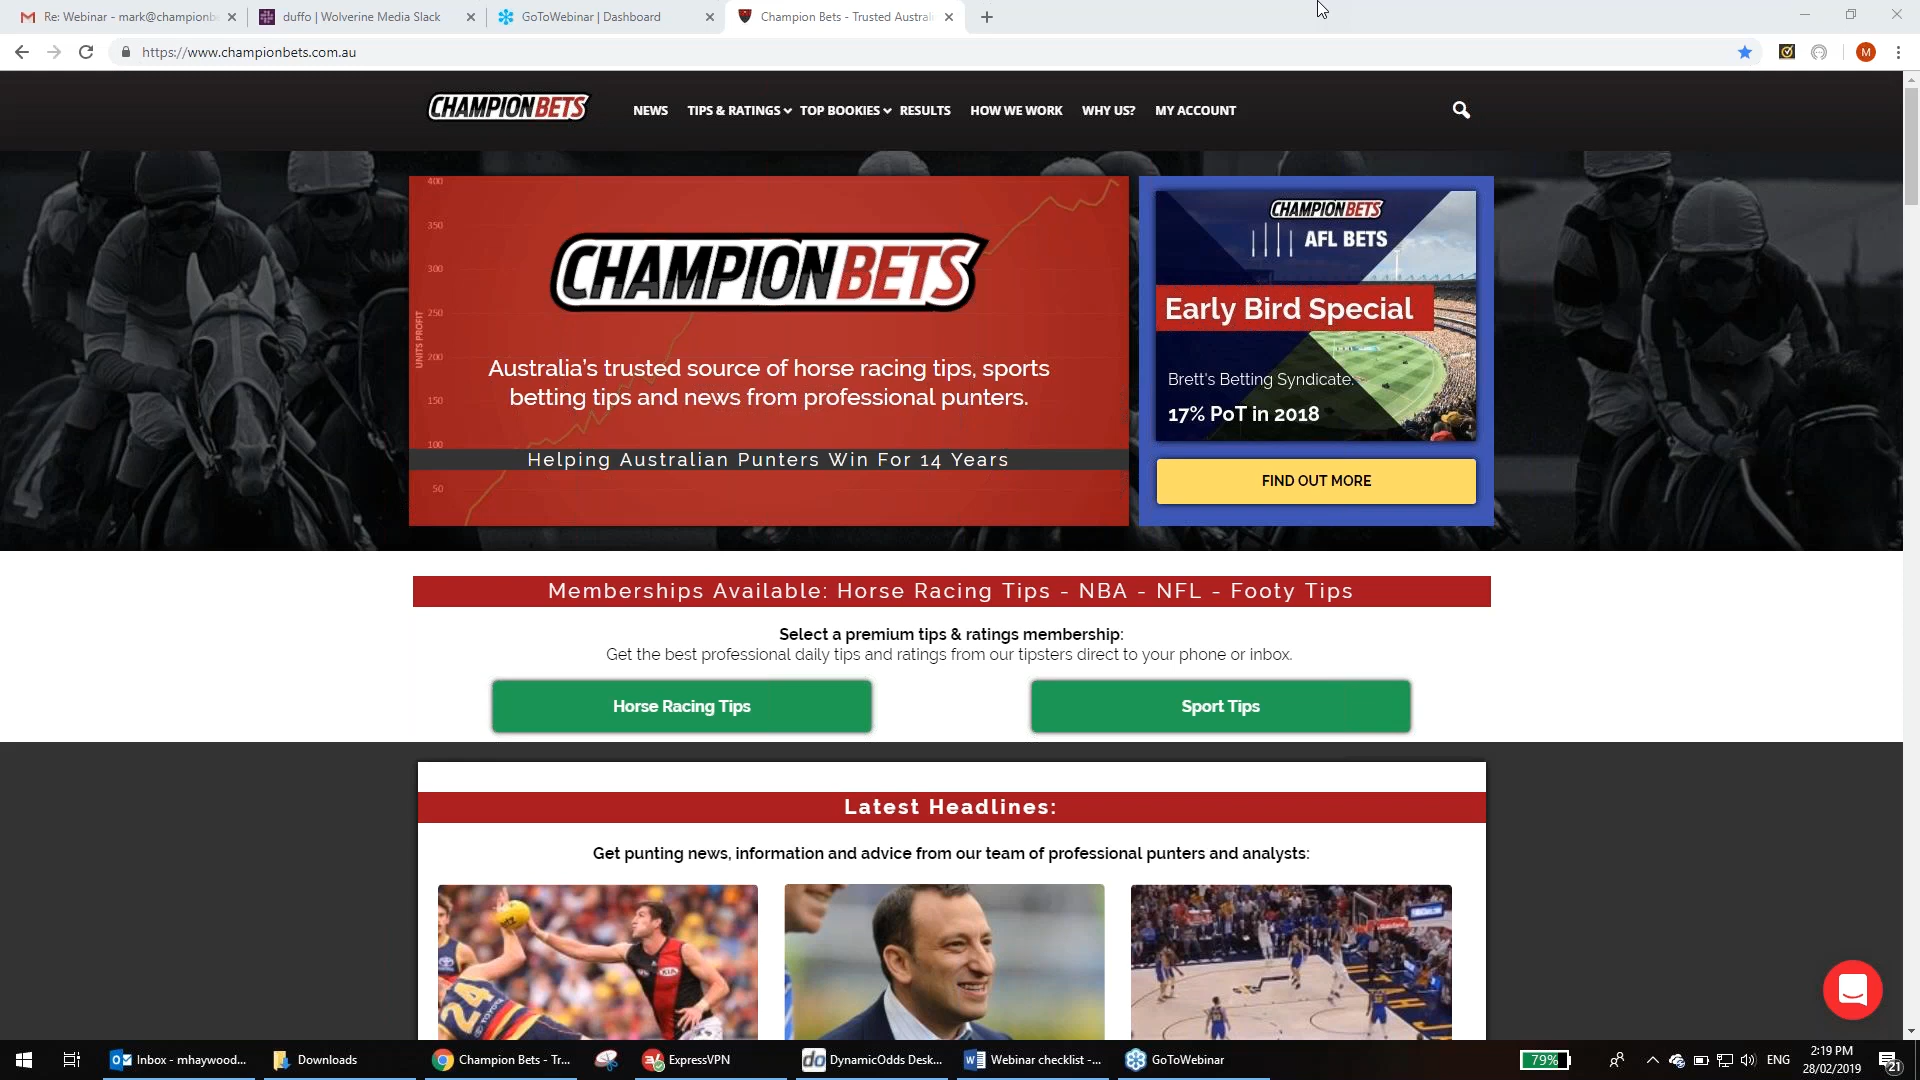 Re: Webinar - mark@championb
duffo | Wolverine Media Slack
GoToWebinar | Dashboard
Champion Bets - Trusted Austral
https://www.championbets.com.au
M
CHAMPIONBETS
NEWS
TIPS & RATINGS
TOP BOOKIES
RESULTS
HOW WE WORK
WHY US?
MY ACCOUNT
400
350
300
250
200
150
100
50
UNITS PROFIT
CHAMPIONBETS
Australia's trusted source of horse racing tips, sports
betting tips and news from professional punters.
Helping Australian Punters Win For 14 Years
CHAMPIONBETS
AFL BETS
Early Bird Special
Brett's Betting Syndicate:
17% PoT in 2018
FIND OUT MORE
Memberships Available: Horse Racing Tips - NBA - NFL - Footy Tips
Select a premium tips & ratings membership:
Get the best professional daily tips and ratings from our tipsters direct to your phone or inbox.
Horse Racing Tips
Sport Tips
Latest Headlines:
Get punting news, information and advice from our team of professional punters and analysts:
KIA
24
TOYOTA
Inbox - mhaywood...
Downloads
Champion Bets - Tr...
ExpressVPN
do
DynamicOdds Desk...
Webinar checklist -...
GoToWebinar
79%
ENG
2:19 PM
28/02/2019
21